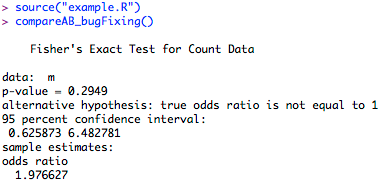 > source("example.R")
> compareAB_bugFixing()
Fisher's Exact Test for Count Data
data: m
p-value = 0.2949
alternative hypothesis: true odds ratio is not equal to 1
95 percent confidence interval:
0.625873 6.482781
sample estimates:
odds ratio
1.976627